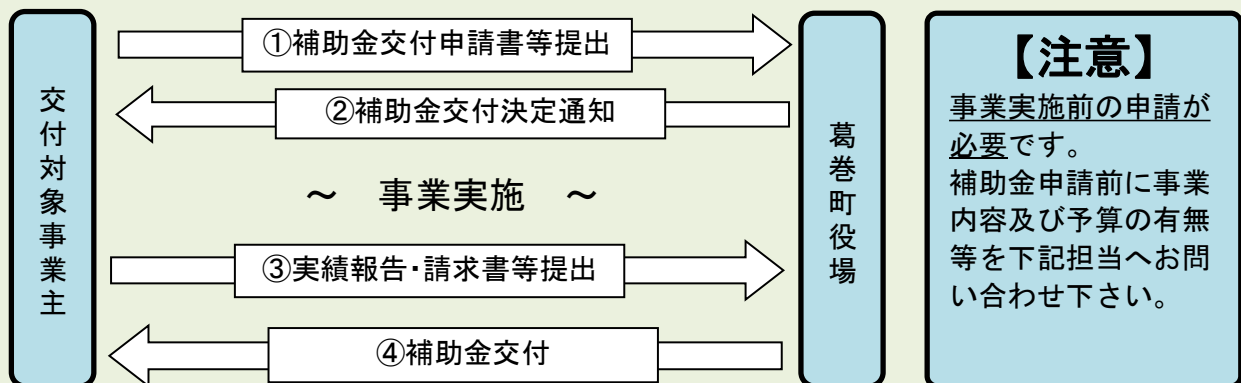 交付対象事業主
①補助金交付申請書等提出
②補助金交付決定通知
～　事業実施　～
③実績報告・請求書等提出
④補助金交付
葛巻町役場
【注意】
事業実施前の申請が
必要です。
補助金申請前に事業
内容及び予算の有無
等を下記担当へお問
い合わせ下さい。